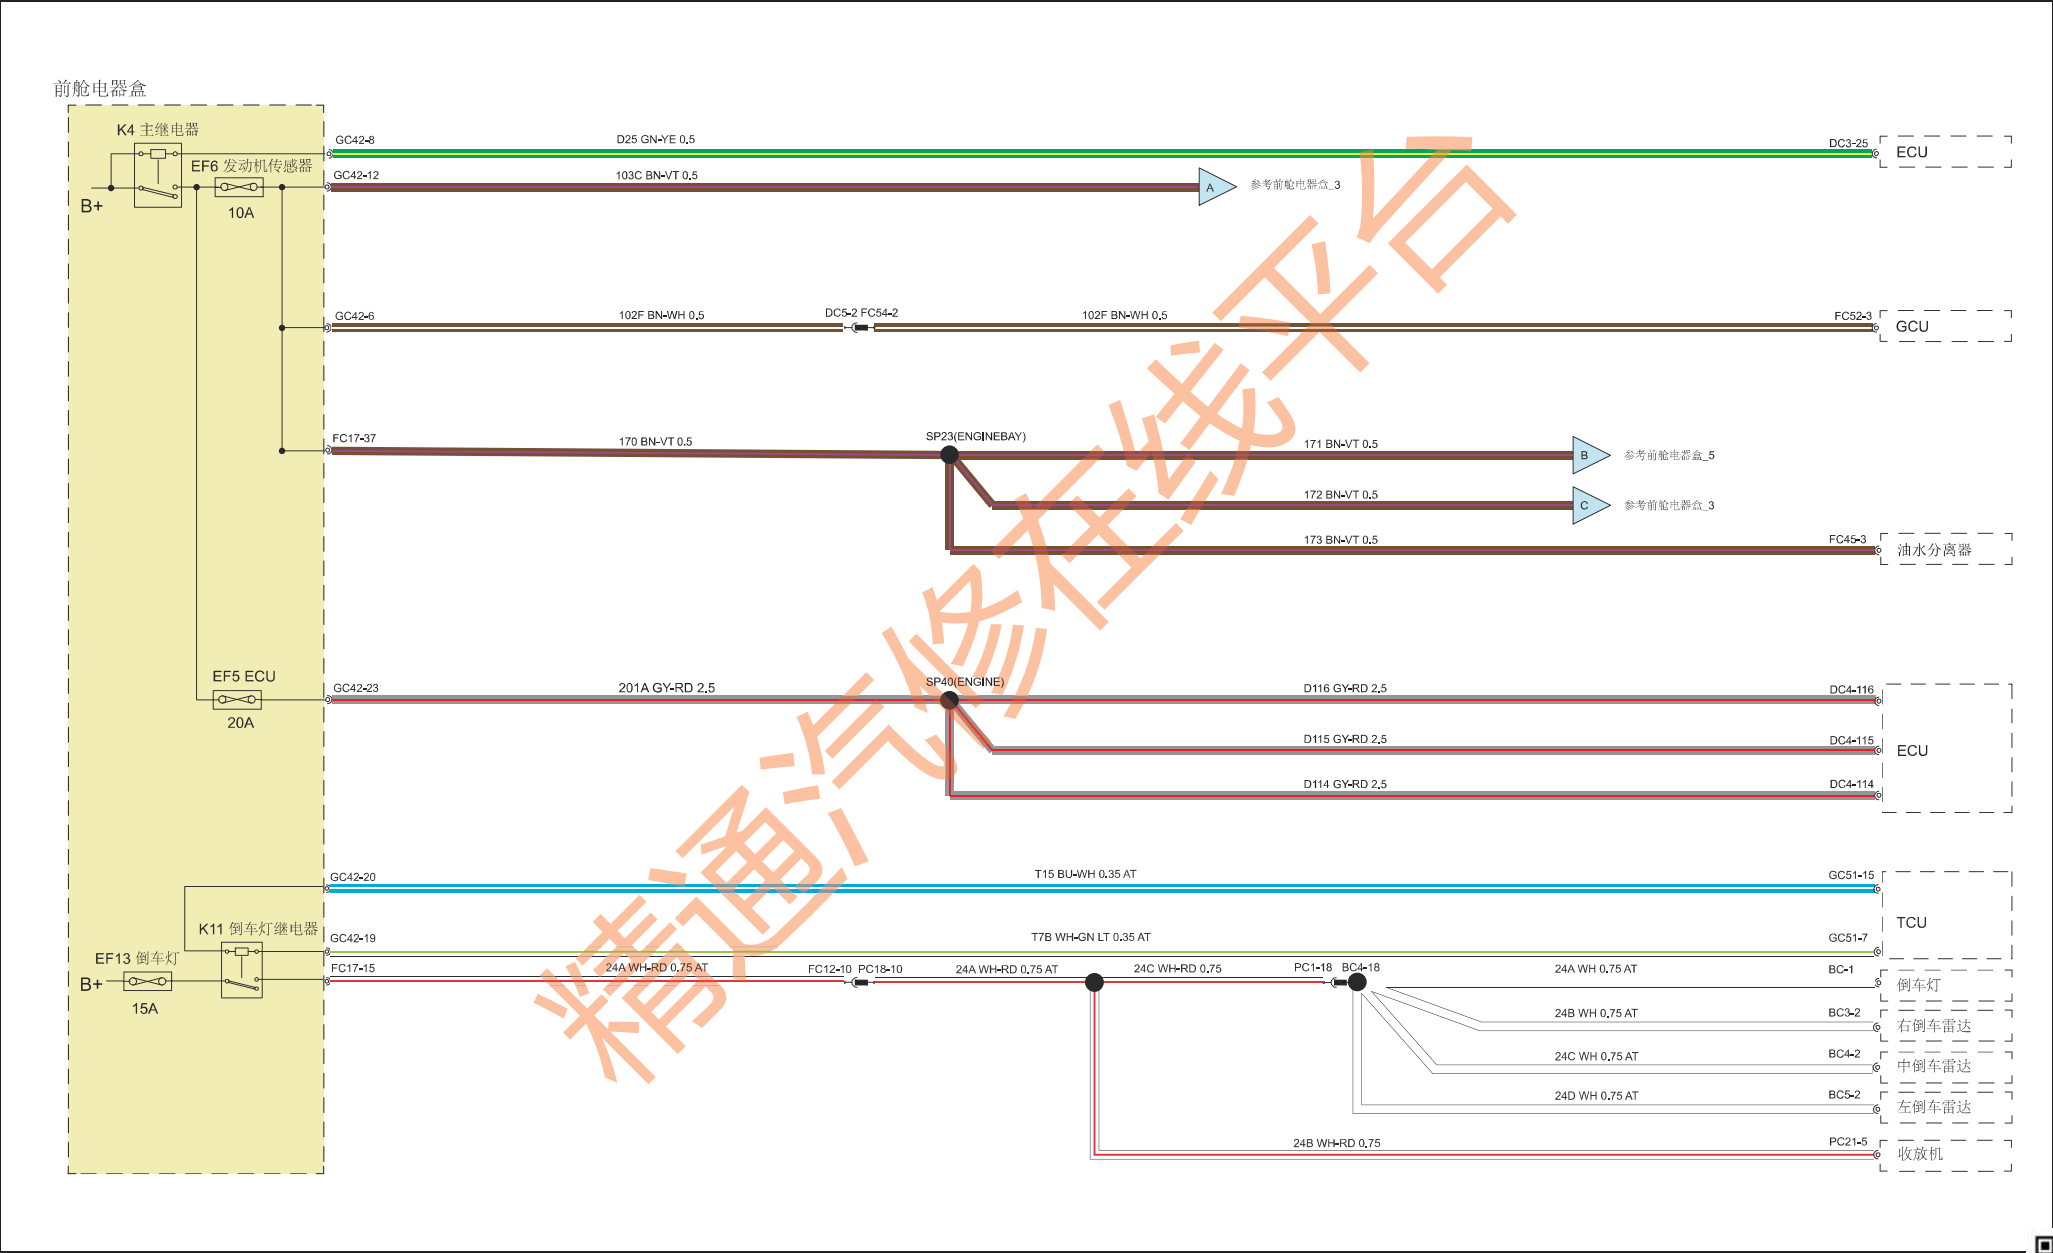 前舱电器盒
K4 主继电器
EF6 发动机传感器
10A
B+
GC42-8
D25 GN-YE 0.5
DC3-25
ECU
GC42-12
103C BN-VT 0.5
A
参考前舱电器盒_3
GC42-6
102F BN-WH 0.5
DC5-2 FC54-2
102F BN-WH 0.5
FC52-3
GCU
FC17-37
170 BN-VT 0.5
SP23(ENGINEBAY)
171 BN-VT 0.5
B
参考前舱电器盒_5
172 BN-VT 0.5
C
参考前舱电器盒_3
173 BN-VT 0.5
FC45-3
油水分离器
EF5 ECU
20A
GC42-23
201A GY-RD 2.5
SP40(ENGINE)
D116 GY-RD 2.5
DC4-116
D115 GY-RD 2.5
DC4-115
ECU
D114 GY-RD 2.5
DC4-114
GC42-20
T15 BU-WH 0.35 AT
GC51-15
TCU
K11 倒车灯继电器
GC42-19
T7B WH-GN LT 0.35 AT
GC51-7
EF13 倒车灯
B+
15A
FC17-15
24A WH-RD 0.75 AT
FC12-10 PC18-10
24A WH-RD 0.75 AT
24C WH-RD 0.75
PC1-18 BC4-18
24A WH 0.75 AT
BC-1
倒车灯
24B WH 0.75 AT
BC3-2
右倒车雷达
24C WH 0.75 AT
BC4-2
中倒车雷达
24D WH 0.75 AT
BC5-2
左倒车雷达
24B WH-RD 0.75
PC21-5
收放机
精通汽修在线平台